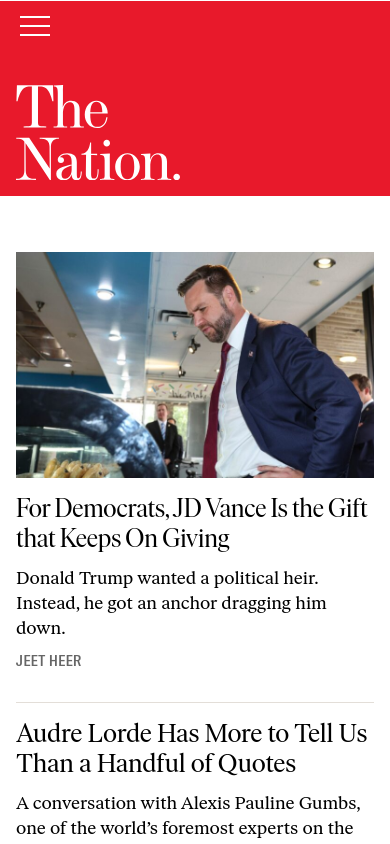 The
Nation.
For Democrats, JD Vance Is the Gift
that Keeps On Giving
Donald Trump wanted a political heir.
Instead, he got an anchor dragging him
down.
JEET HEER
Audre Lorde Has More to Tell Us
Than a Handful of Quotes
A conversation with Alexis Pauline Gumbs,
one of the world’s foremost experts on the